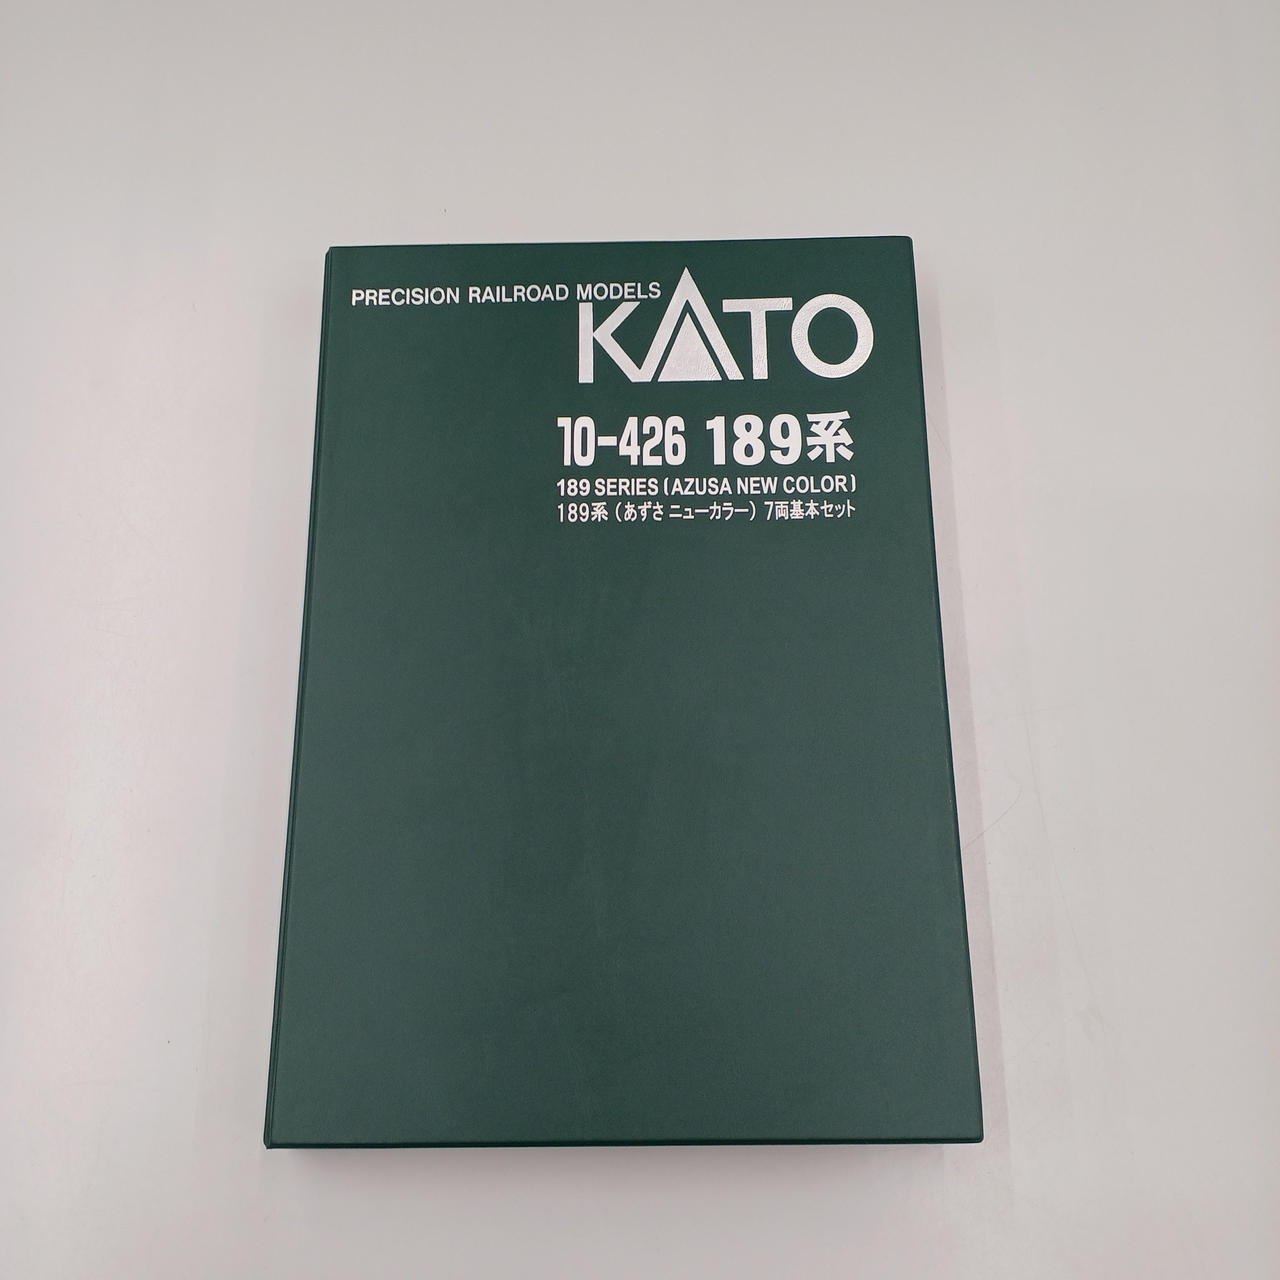 PRECISION RAILROAD MODELS
KATO
10-426 189系
189 SERIES (AZUSA NEW COLOR)
189系 (あずさ ニューカラー) 7両基本セット